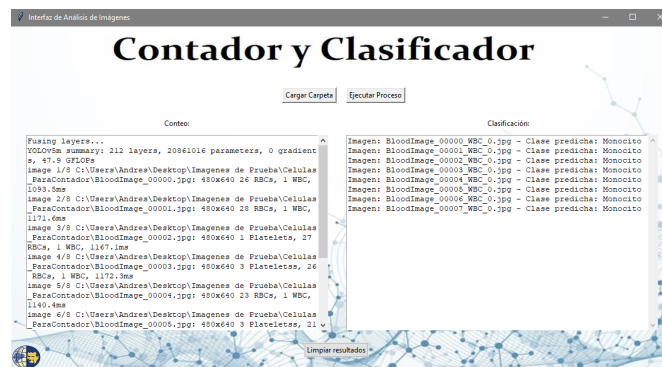 Interfaz de Análisis de Imágenes
Contador y Clasificador
Cargar Carpeta
Ejecutar Proceso
Conteo:
Fusing layers...
YOLOv5m summary: 212 layers, 20861016 parameters, 0 gradient
s, 47.9 GFLOPs
image 1/8 C:\Users\Andres\Desktop\Imagenes de Prueba\Celulas
_ParaContador\BloodImage_00000.jpg: 480x640 26 RBCs, 1 WBC,
1093.5ms
image 2/8 C:\Users\Andres\Desktop\Imagenes de Prueba\Celulas
_ParaContador\BloodImage_00001.jpg: 480x640 28 RBCs, 1 WBC,
1171.6ms
image 3/8 C:\Users\Andres\Desktop\Imagenes de Prueba\Celulas
_ParaContador\BloodImage_00002.jpg: 480x640 1 Platelets, 27
RBCs, 1 WBC, 1167.1ms
image 4/8 C:\Users\Andres\Desktop\Imagenes de Prueba\Celulas
_ParaContador\BloodImage_00003.jpg: 480x640 3 Plateletss, 26
RBCs, 1 WBC, 1172.3ms
image 5/8 C:\Users\Andres\Desktop\Imagenes de Prueba\Celulas
_ParaContador\BloodImage_00004.jpg: 480x640 23 RBCs, 1 WBC,
1140.4ms
image 6/8 C:\Users\Andres\Desktop\Imagenes de Prueba\Celulas
_ParaContador\BloodImage_00005.jpg: 480x640 3 Plateletss, 21
Clasificación:
Imagen: BloodImage_00000_WBC_0.jpg - Clase predicha: Monocito
Imagen: BloodImage_00001_WBC_0.jpg - Clase predicha: Monocito
Imagen: BloodImage_00002_WBC_0.jpg - Clase predicha: Monocito
Imagen: BloodImage_00003_WBC_0.jpg - Clase predicha: Monocito
Imagen: BloodImage_00004_WBC_0.jpg - Clase predicha: Monocito
Imagen: BloodImage_00005_WBC_0.jpg - Clase predicha: Monocito
Imagen: BloodImage_00006_WBC_0.jpg - Clase predicha: Monocito
Imagen: BloodImage_00007_WBC_0.jpg - Clase predicha: Monocito
Limpiar resultados